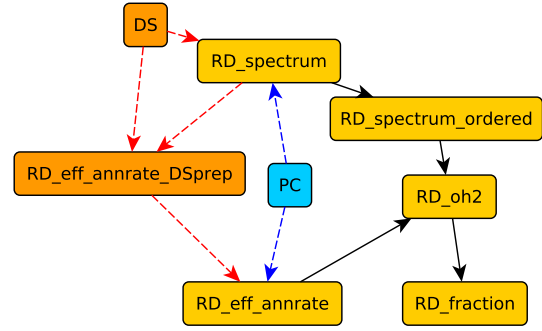 DS
RD_spectrum
RD_spectrum_ordered
RD_eff_annrate_DSprep
PC
RD_oh2
RD_eff_annrate
RD_fraction